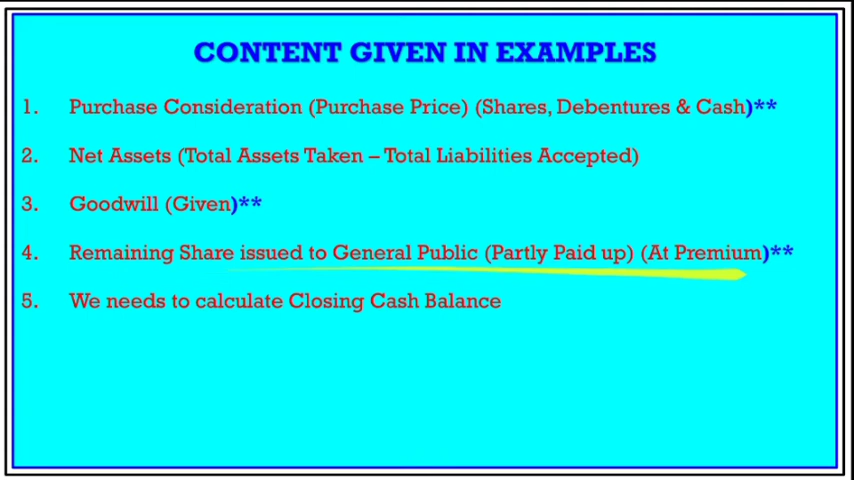 CONTENT GIVEN IN EXAMPLES
1. Purchase Consideration (Purchase Price) (Shares, Debentures & Cash)**
2. Net Assets (Total Assets Taken – Total Liabilities Accepted)
3. Goodwill (Given)**
4. Remaining Share issued to General Public (Partly Paid up) (At Premium)**
5. We needs to calculate Closing Cash Balance